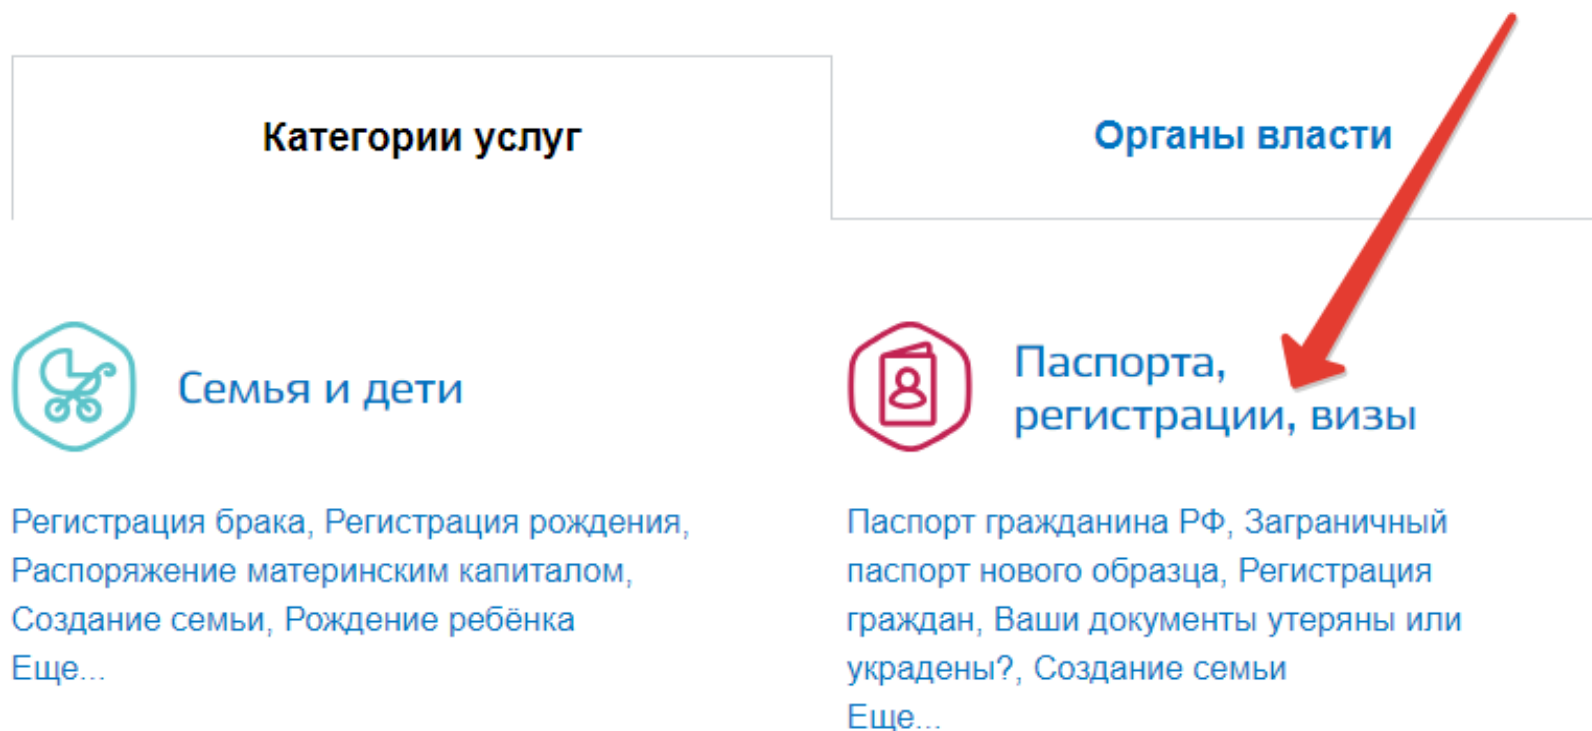 Категории услуг
Органы власти
Семья и дети
Регистрация брака, Регистрация рождения,
Распоряжение материнским капиталом,
Создание семьи, Рождение ребёнка
Еще...
Паспорта,
регистрации, визы
Паспорт гражданина РФ, Заграничный
паспорт нового образца, Регистрация
граждан, Ваши документы утеряны или
украдены?, Создание семьи
Еще...